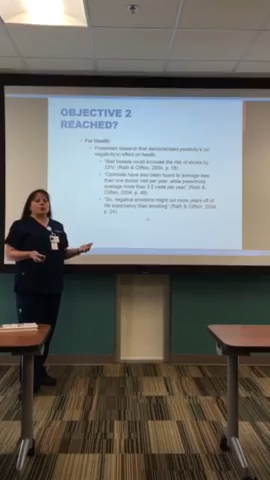 OBJECTIVE 2
REACHED?
• For Health:
• Presented research that demonstrated positivity's (or
negativity's) effect on health.
• "Bad bosses could increase the risk of stroke by
33%" (Rath & Clifton, 2004, p. 18)
• "Optimists have also been found to average less
than one doctor visit per year, while pessimists
average more than 3.5 visits per year" (Rath &
Clifton, 2004, p.
• "So, negative emotions might cut more years off of
life expectancy than smoking" (Rath & Clifton, 2004,
p. 24).